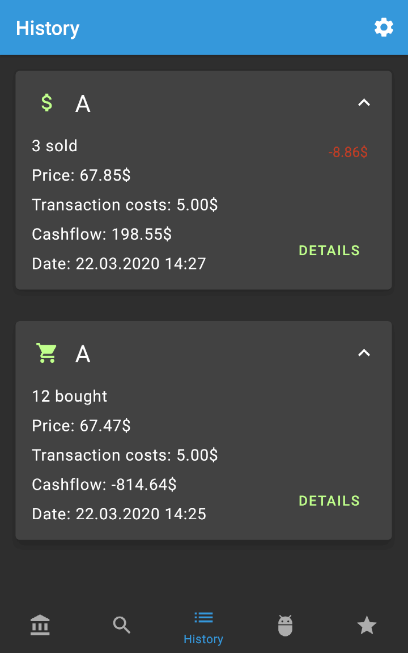 History
A
3 sold
-8.86$
Price: 67.85$
Transaction costs: 5.00$
Cashflow: 198.55$
DETAILS
Date: 22.03.2020 14:27
A
12 bought
Price: 67.47$
Transaction costs: 5.00$
Cashflow: -814.64$
DETAILS
Date: 22.03.2020 14:25
History